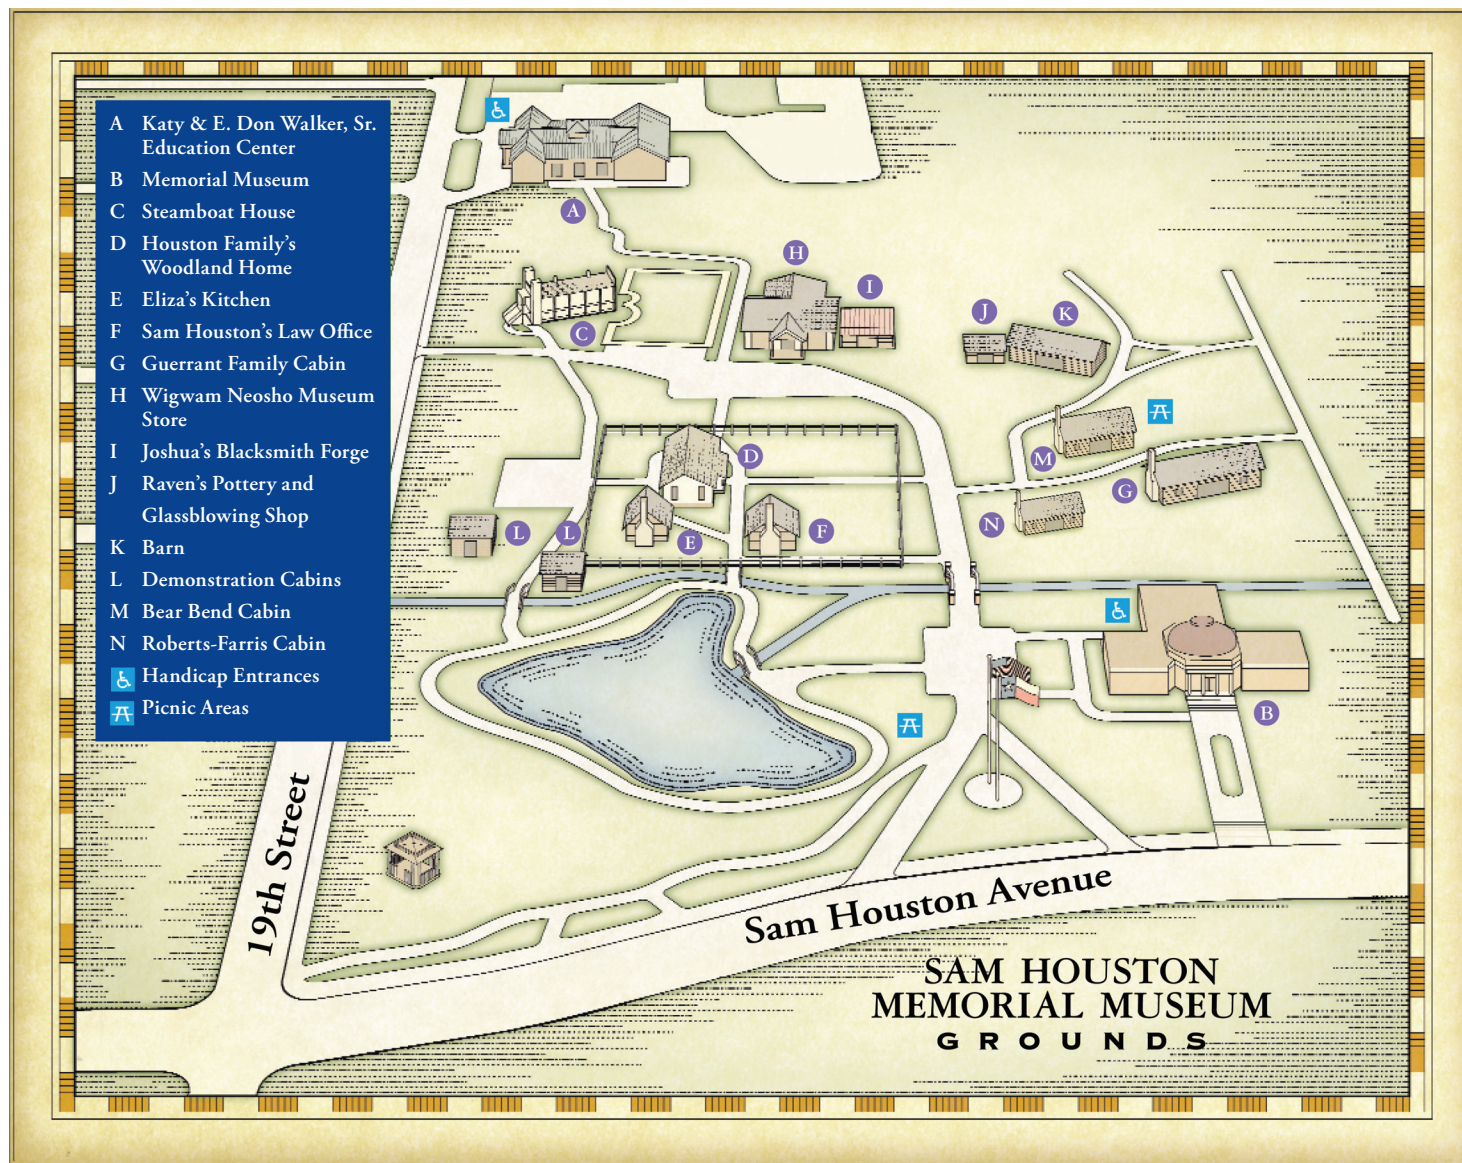 A Katy & E. Don Walker, Sr.
Education Center
B Memorial Museum
C Steamboat House
D Houston Family's
Woodland Home
E Eliza's Kitchen
F Sam Houston's Law Office
G Guerrant Family Cabin
H Wigwam Neosho Museum
Store
I Joshua's Blacksmith Forge
J Raven's Pottery and
Glassblowing Shop
K Barn
L Demonstration Cabins
M Bear Bend Cabin
N Roberts-Farris Cabin
Handicap Entrances
Picnic Areas
A
H
I
C
J
K
D
M
G
L
L
E
F
N
B
19th Street
Sam Houston Avenue
SAM HOUSTON
MEMORIAL MUSEUM
GROUNDS